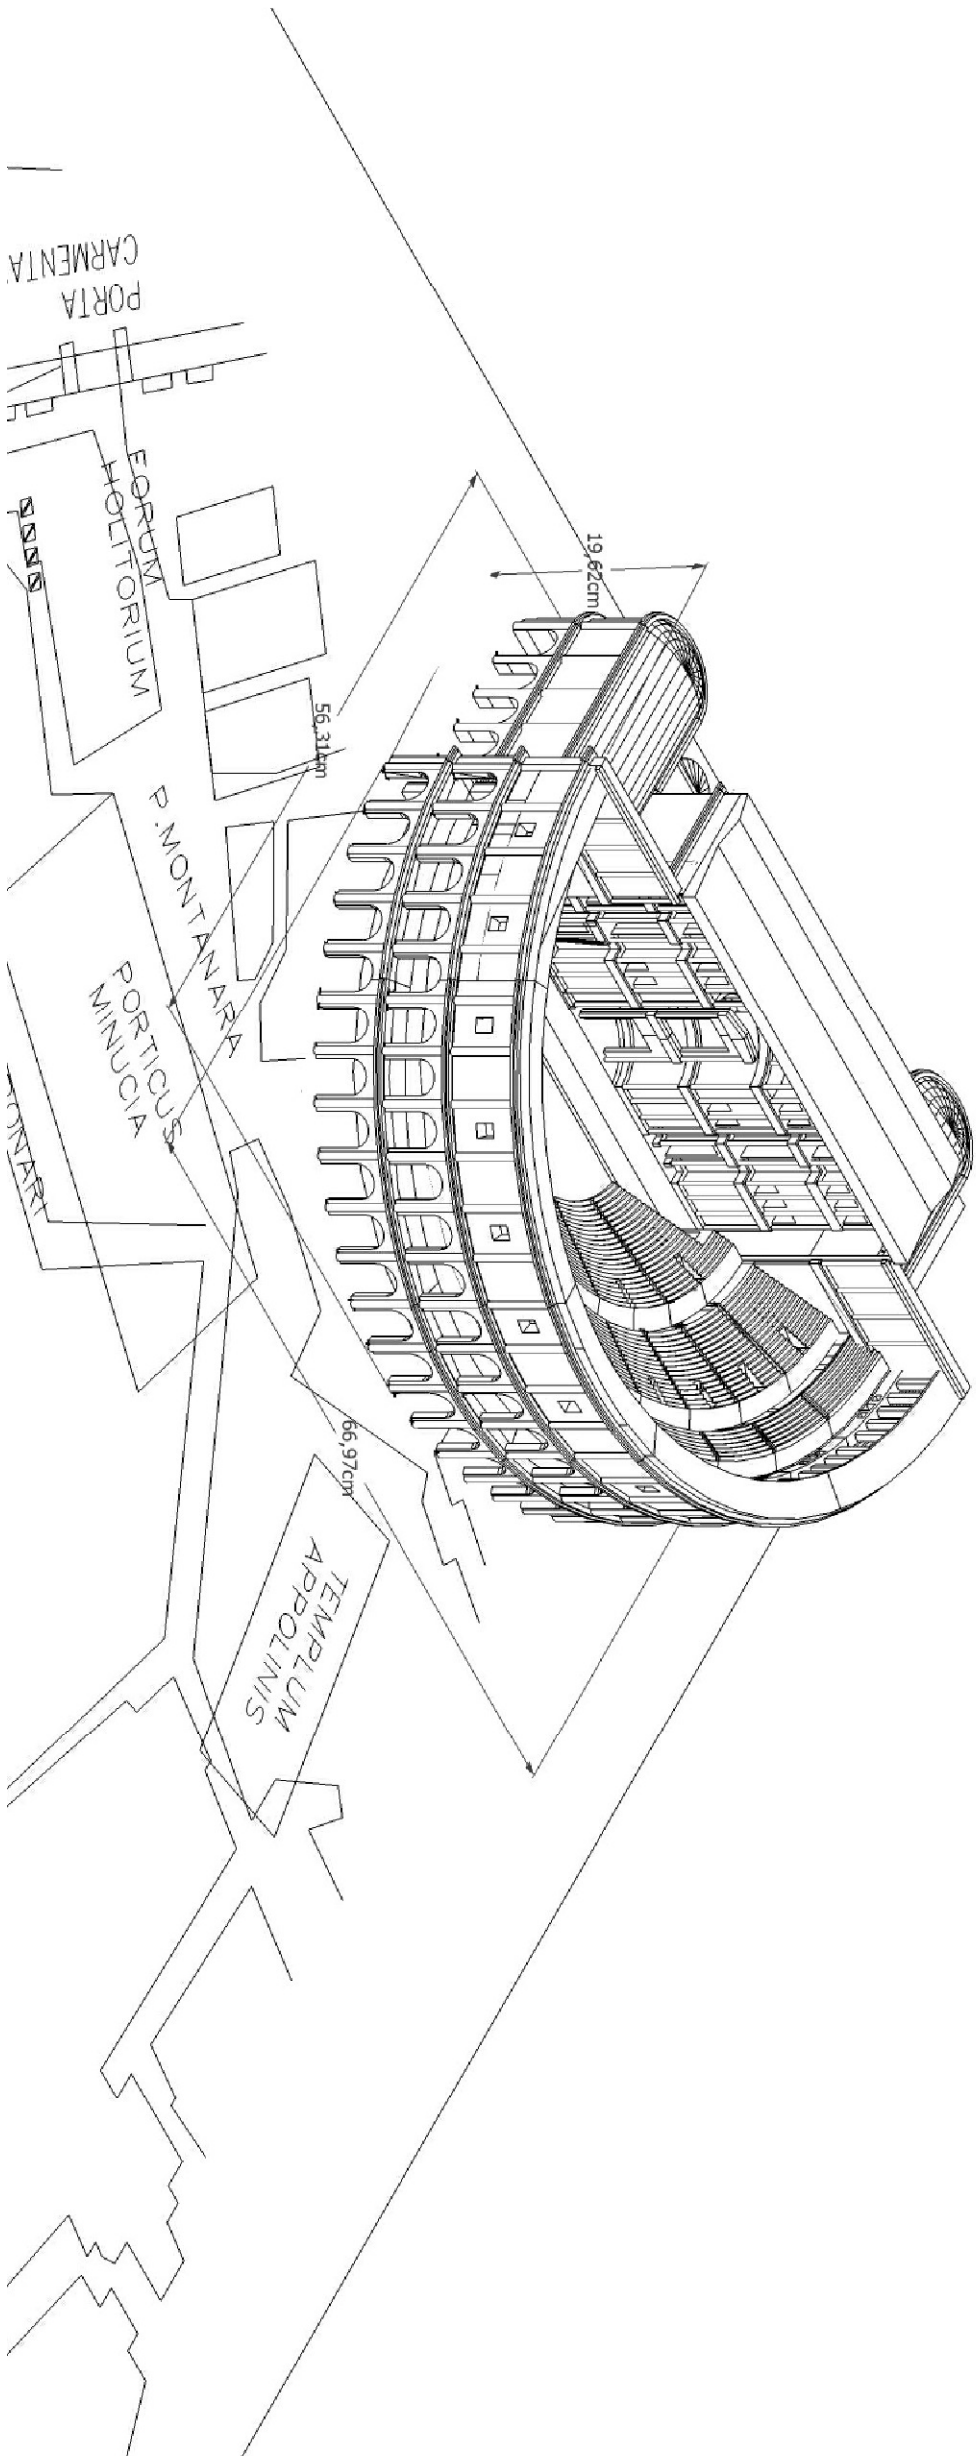 PORTA
CARMENTA
FORUM
HOLITORIUM
19,62cm
56,31cm
P.MONTANARA
PORTICUS
MINUCIA
66,97cm
TEMPLUM
APPOLINIS